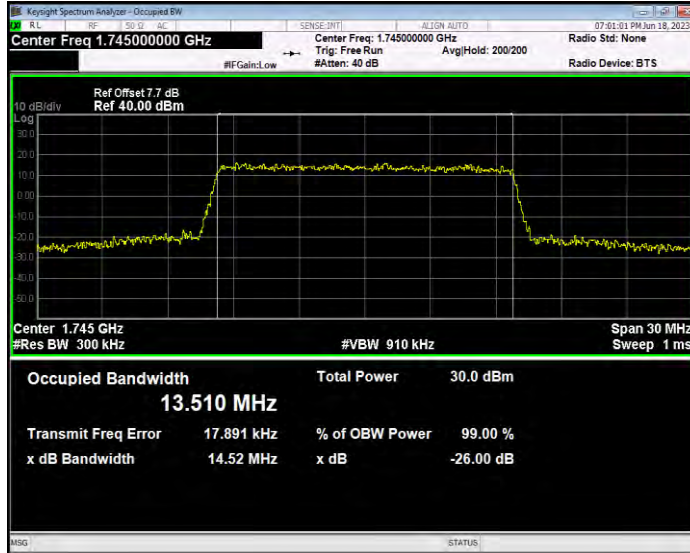 Keysight Spectrum Analyzer - Occupied BW
RL RF 50 Ω AC SENSE:INT ALIGN AUTO 07:01:01 PM Jun 18, 2023
Center Freq 1.745000000 GHz Center Freq: 1.745000000 GHz Radio Std: None
Trig: Free Run Avg|Hold: 200/200
#IFGain:Low #Atten: 40 dB Radio Device: BTS
Ref Offset 7.7 dB
10 dB/div Ref 40.00 dBm
Log
30.0
20.0
10.0
0.00
-10.0
-20.0
-30.0
-40.0
-50.0
Center 1.745 GHz Span 30 MHz
#Res BW 300 kHz #VBW 910 kHz Sweep 1 ms
Occupied Bandwidth Total Power 30.0 dBm
13.510 MHz
Transmit Freq Error 17.891 kHz % of OBW Power 99.00 %
x dB Bandwidth 14.52 MHz x dB -26.00 dB
MSG STATUS